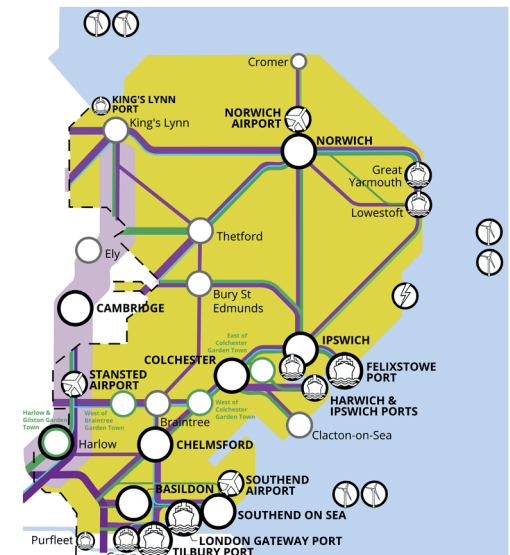 Cromer
KING'S LYNN
PORT
King's Lynn
NORWICH
AIRPORT
NORWICH
Great
Yarmouth
Lowestoft
Thetford
Ely
Bury St
Edmunds
CAMBRIDGE
East of
Colchester
Garden Town
IPSWICH
COLCHESTER
FELIXSTOWE
PORT
STANSTED
AIRPORT
HARWICH &
IPSWICH PORTS
Harlow &
Gilston Garden
Town
West of
Braintree
Garden Town
West of
Colchester
Garden Town
Braintree
Clacton-on-Sea
Harlow
CHELMSFORD
SOUTHEND
AIRPORT
BASILDON
SOUTHEND ON SEA
Purfleet
LONDON GATEWAY PORT
TILBURY PORT